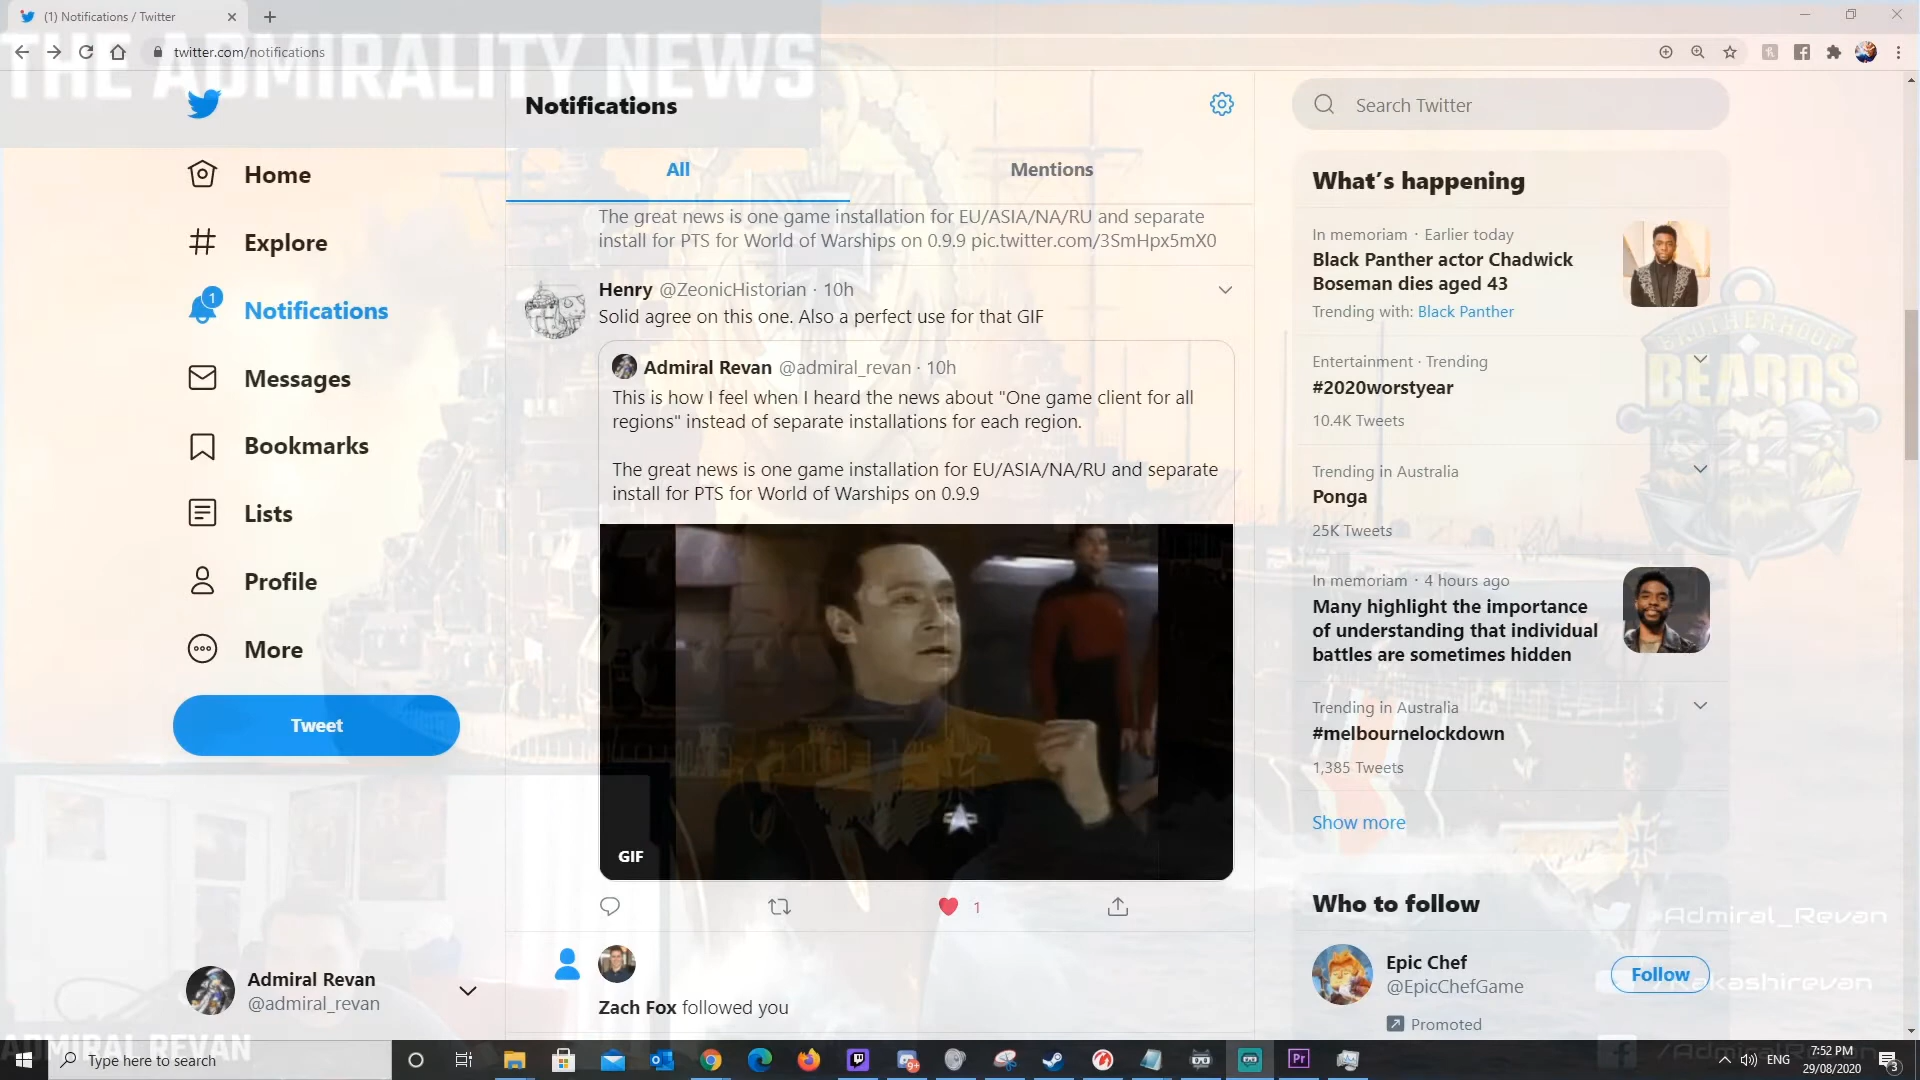 (1) Notifications / Twitter
twitter.com/notifications
THE ADMIRALITY NEWS
Notifications
Search Twitter
All
Mentions
Home
Explore
1
Notifications
Messages
Bookmarks
Lists
Profile
More
Tweet
Admiral Revan
@admiral_revan
ADMIRAL REVAN
The great news is one game installation for EU/ASIA/NA/RU and separate
install for PTS for World of Warships on 0.9.9 pic.twitter.com/3SmHpx5mX0
Henry @ZeonicHistorian · 10h
Solid agree on this one. Also a perfect use for that GIF
Admiral Revan @admiral_revan · 10h
This is how I feel when I heard the news about "One game client for all
regions" instead of separate installations for each region.
The great news is one game installation for EU/ASIA/NA/RU and separate
install for PTS for World of Warships on 0.9.9
GIF
1
Zach Fox followed you
What's happening
In memoriam · Earlier today
Black Panther actor Chadwick
Boseman dies aged 43
Trending with: Black Panther
Entertainment · Trending
#2020worstyear
10.4K Tweets
Trending in Australia
Ponga
25K Tweets
In memoriam · 4 hours ago
Many highlight the importance
of understanding that individual
battles are sometimes hidden
Trending in Australia
#melbournelockdown
1,385 Tweets
Show more
BROTHERHOOD
BEARDS
Who to follow
@Admiral_Revan
Epic Chef
@EpicChefGame
Follow
/Kakashirevan
Promoted
/AdmiralRevan
Type here to search
9+
Pr
ENG
7:52 PM
29/08/2020
3